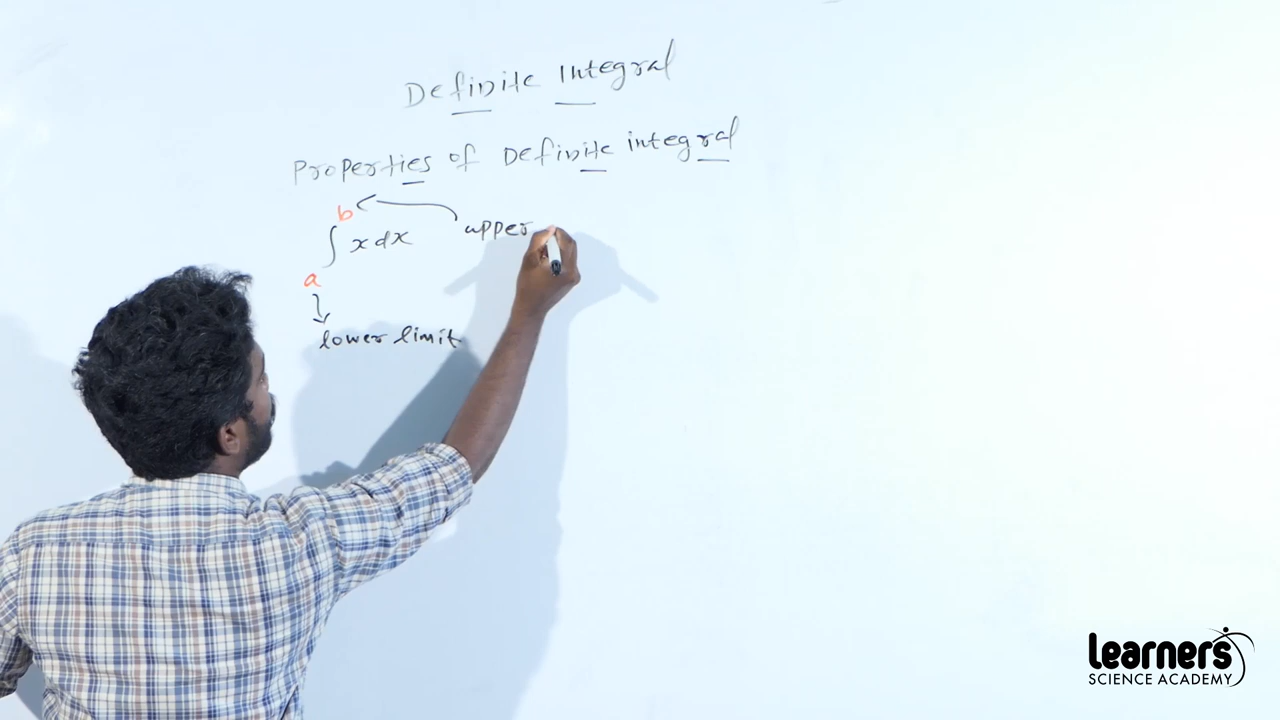 Definite Integral
Properties of Definite integral
b
∫ x dx
upper
a
lower limit
Learners
SCIENCE ACADEMY